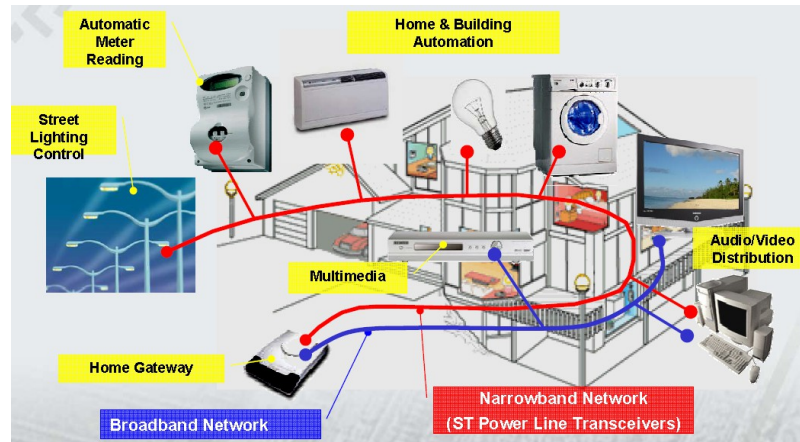 Automatic
Meter
Reading
Home & Building
Automation
Street
Lighting
Control
Audio/Video
Distribution
Multimedia
Home Gateway
Narrowband Network
(ST Power Line Transceivers)
Broadband Network